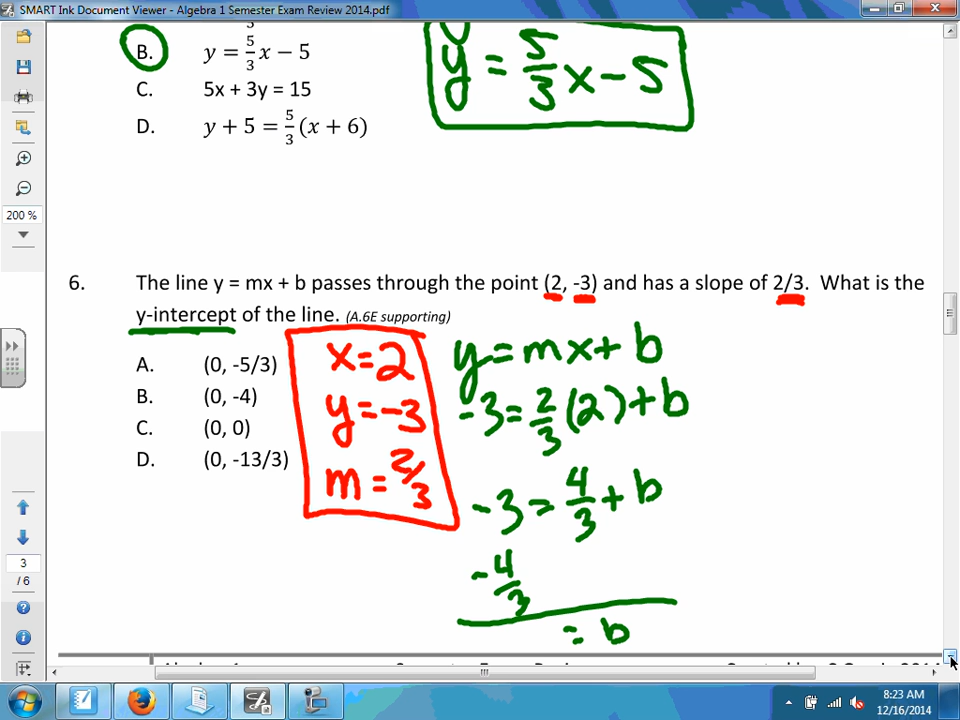 SMART Ink Document Viewer - Algebra 1 Semester Exam Review 2014.pdf
B. y = 5/3 x − 5
y = 5/3 x - 5
C. 5x + 3y = 15
D. y + 5 = 5/3 (x + 6)
200 %
6. The line y = mx + b passes through the point (2, -3) and has a slope of 2/3. What is the
y-intercept of the line. (A.6E supporting)
A. (0, -5/3)
B. (0, -4)
C. (0, 0)
D. (0, -13/3)
x=2
y=-3
m=2/3
y=mx+b
-3=2/3(2)+b
-3=4/3+b
-4/3
=b
3
/ 6
8:23 AM
12/16/2014